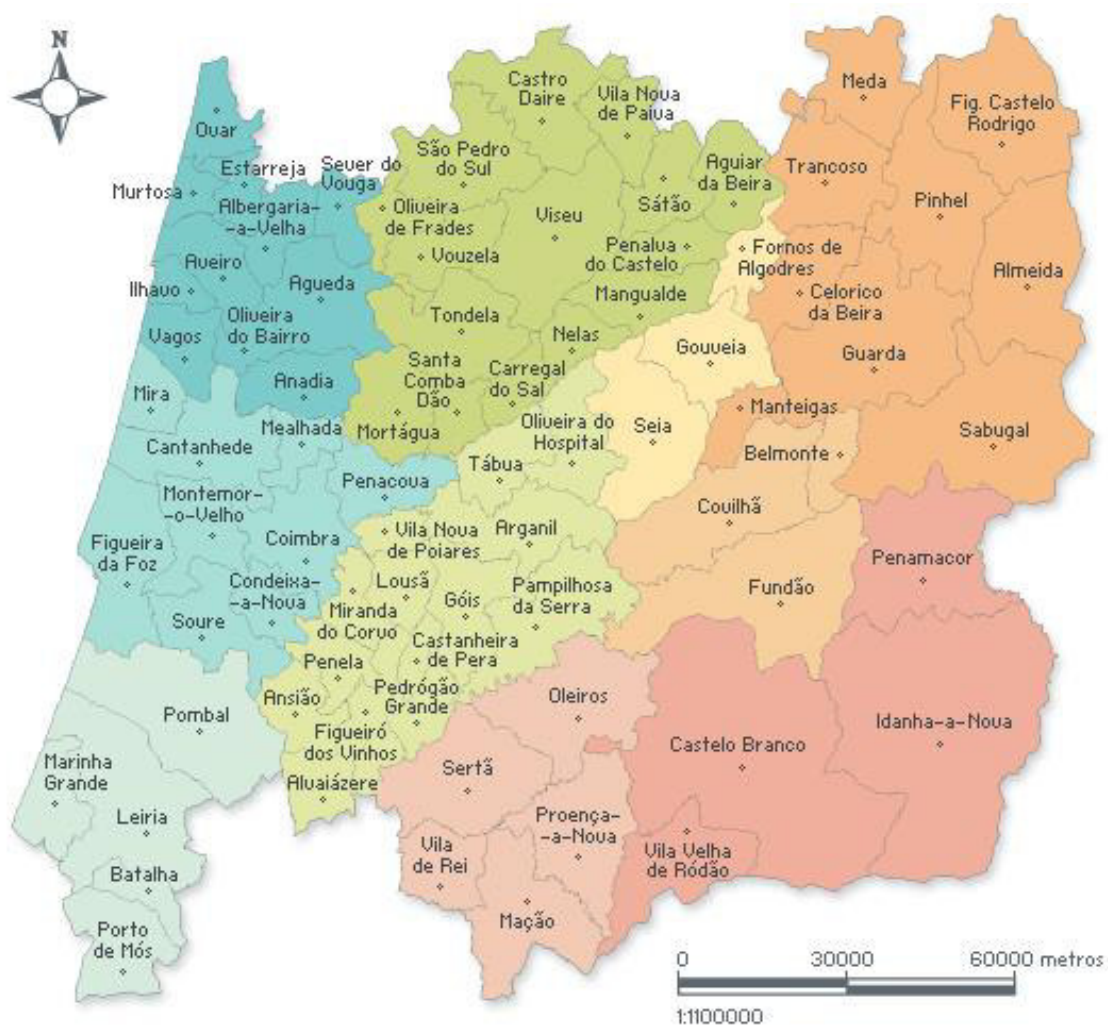 N
Ovar
Estarreja
Murtosa
Sever do
Vouga
Albergaria-
-a-Velha
Aveiro
Ilhavo
Agueda
Vagos
Oliveira
do Bairro
Anadia
Castro
Daire
Vila Nova
de Paiva
São Pedro
do Sul
Aguiar
da Beira
Sátão
Oliveira
de Frades
Viseu
Vouzela
Penalva
do Castelo
Mangualde
Tondela
Nelas
Santa
Comba
Dão
Carregal
do Sal
Mortágua
Meda
Fig. Castelo
Rodrigo
Trancoso
Pinhel
Fornos de
Algodres
Almeida
Celorico
da Beira
Guarda
Gouveia
Manteigas
Seia
Sabugal
Belmonte
Covilhã
Fundão
Penamacor
Mira
Mealhada
Cantanhede
Penacova
Montemor-
-o-Velho
Figueira
da Foz
Coimbra
Condeixa-
-a-Nova
Soure
Oliveira do
Hospital
Tábua
Vila Nova
de Poiares
Arganil
Lousã
Góis
Pampilhosa
da Serra
Miranda
do Corvo
Castanheira
de Pera
Penela
Ansião
Pedrógão
Grande
Figueiró
dos Vinhos
Alvaiázere
Pombal
Marinha
Grande
Leiria
Batalha
Porto
de Mós
Oleiros
Sertã
Proença-
-a-Nova
Vila
de Rei
Mação
Castelo Branco
Idanha-a-Nova
Vila Velha
de Ródão
0 30000 60000 metros
1:1100000